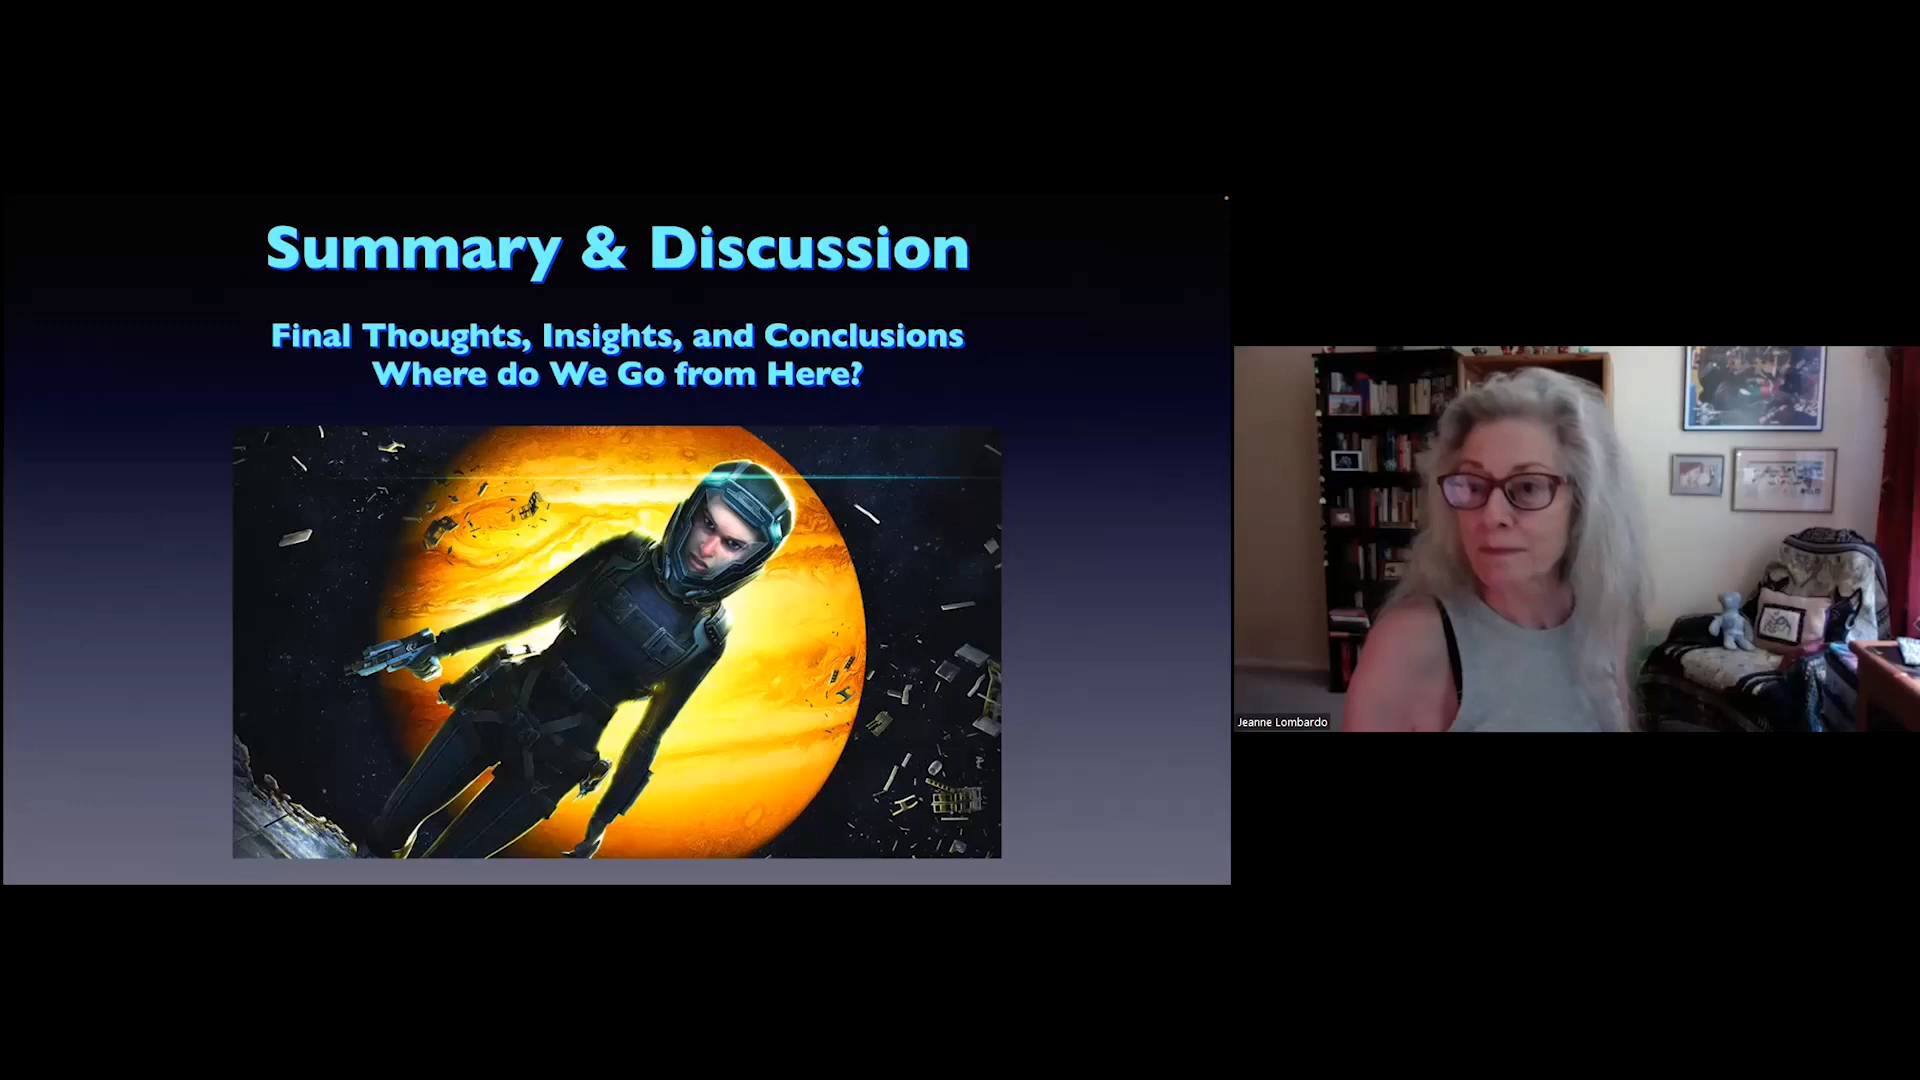 Summary & Discussion
Final Thoughts, Insights, and Conclusions
Where do We Go from Here?
Jeanne Lombardo